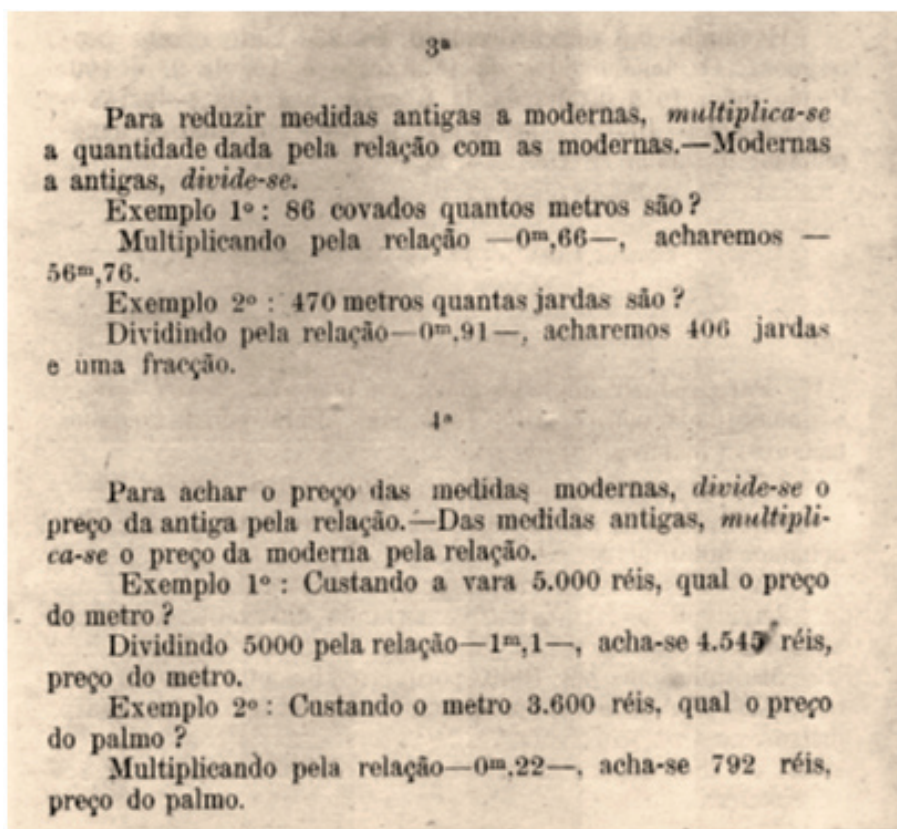 3ª
Para reduzir medidas antigas a modernas, multiplica-se
a quantidade dada pela relação com as modernas.—Modernas
a antigas, divide-se.
Exemplo 1º: 86 covados quantos metros são?
Multiplicando pela relação —0ᵐ,66—, acharemos —
56ᵐ,76.
Exemplo 2º: 470 metros quantas jardas são?
Dividindo pela relação—0ᵐ,91—, acharemos 406 jardas
e uma fracção.
4ª
Para achar o preço das medidas modernas, divide-se o
preço da antiga pela relação.—Das medidas antigas, multipli-
ca-se o preço da moderna pela relação.
Exemplo 1º: Custando a vara 5.000 réis, qual o preço
do metro?
Dividindo 5000 pela relação—1ᵐ,1—, acha-se 4.545 réis,
preço do metro.
Exemplo 2º: Custando o metro 3.600 réis, qual o preço
do palmo?
Multiplicando pela relação—0ᵐ,22—, acha-se 792 réis,
preço do palmo.